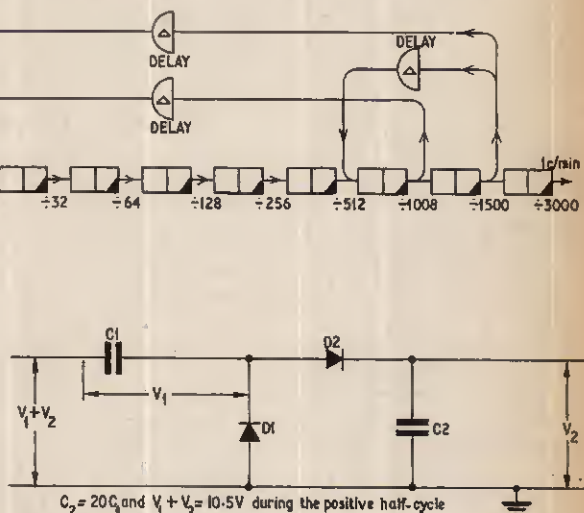 DELAY
DELAY
DELAY
1c/min
÷32 ÷64 ÷128 ÷256 ÷512 ÷1008 ÷1500 ÷3000
C1
D2
V₁
V₁+V₂
D1
C2
V₂
C₂ = 20C₁ and V₁ + V₂ = 10·5V during the positive half-cycle